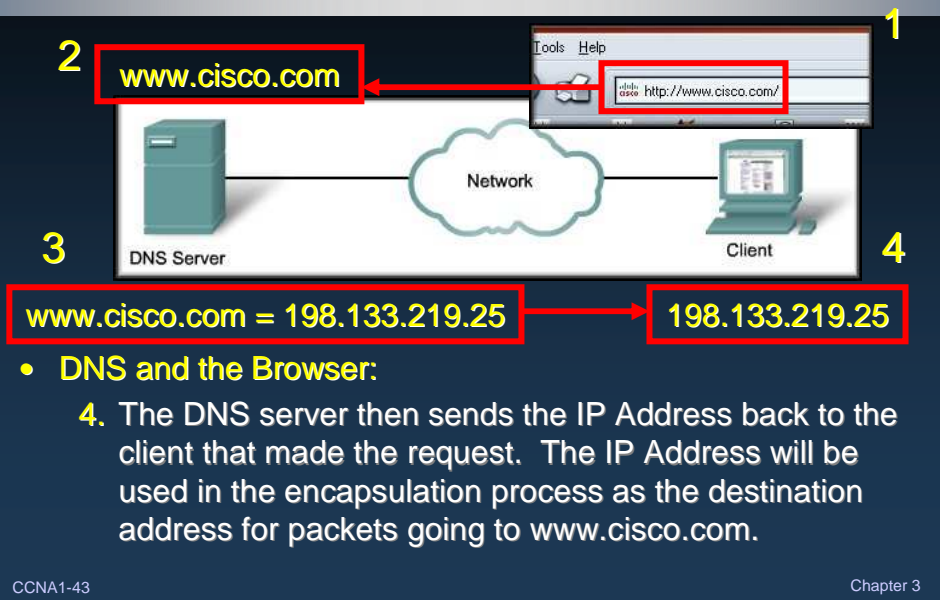 1
2
Tools Help
www.cisco.com
cisco http://www.cisco.com/
Network
DNS Server
Client
3
4
www.cisco.com = 198.133.219.25
198.133.219.25
• DNS and the Browser:
4. The DNS server then sends the IP Address back to the
client that made the request. The IP Address will be
used in the encapsulation process as the destination
address for packets going to www.cisco.com.
CCNA1-43
Chapter 3